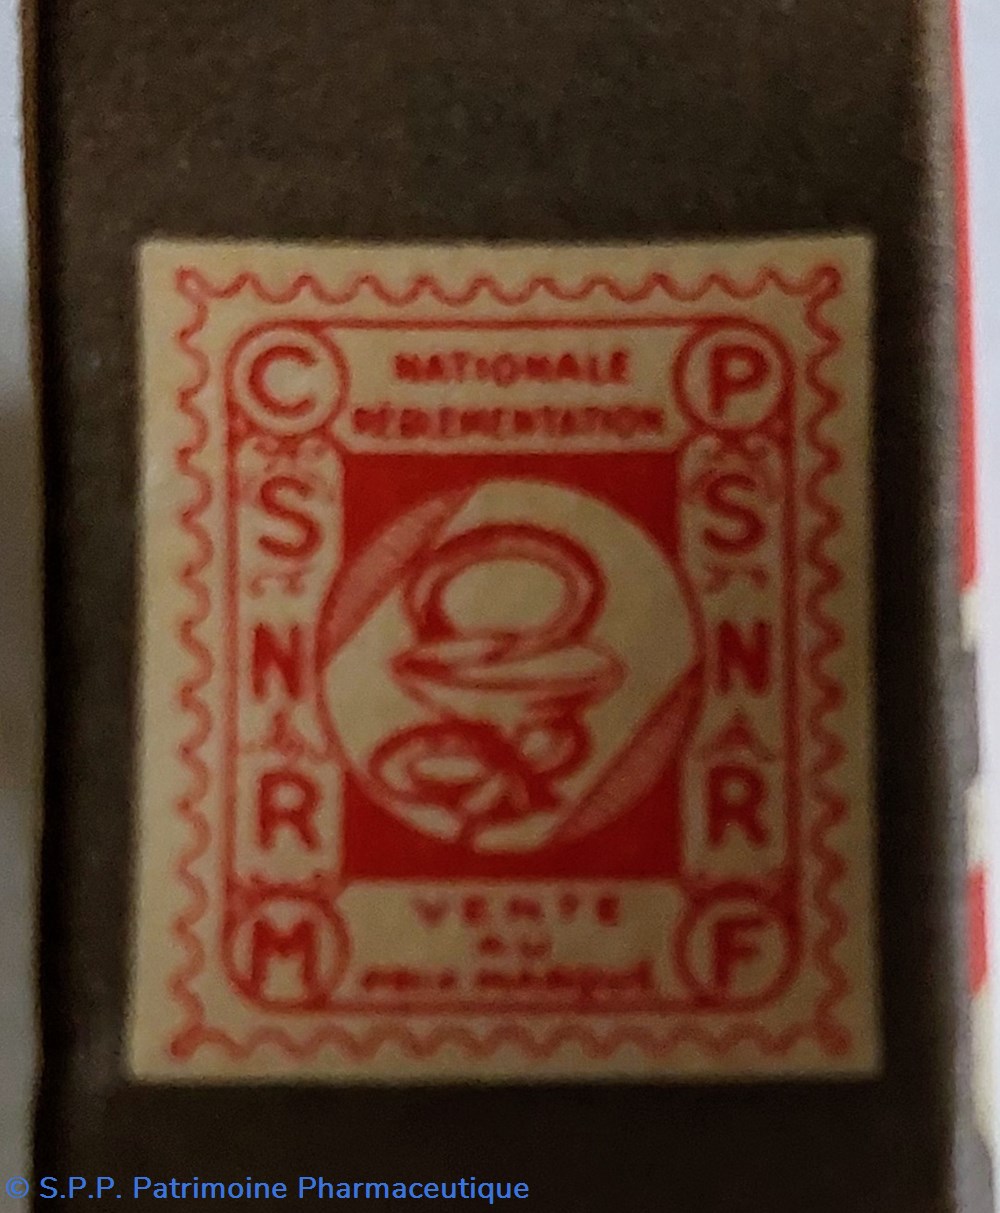 C NATIONALE P
RÉGLEMENTATION
S S
N N
R R
M VENTE F
AU
PRIX MARQUÉ
© S.P.P. Patrimoine Pharmaceutique